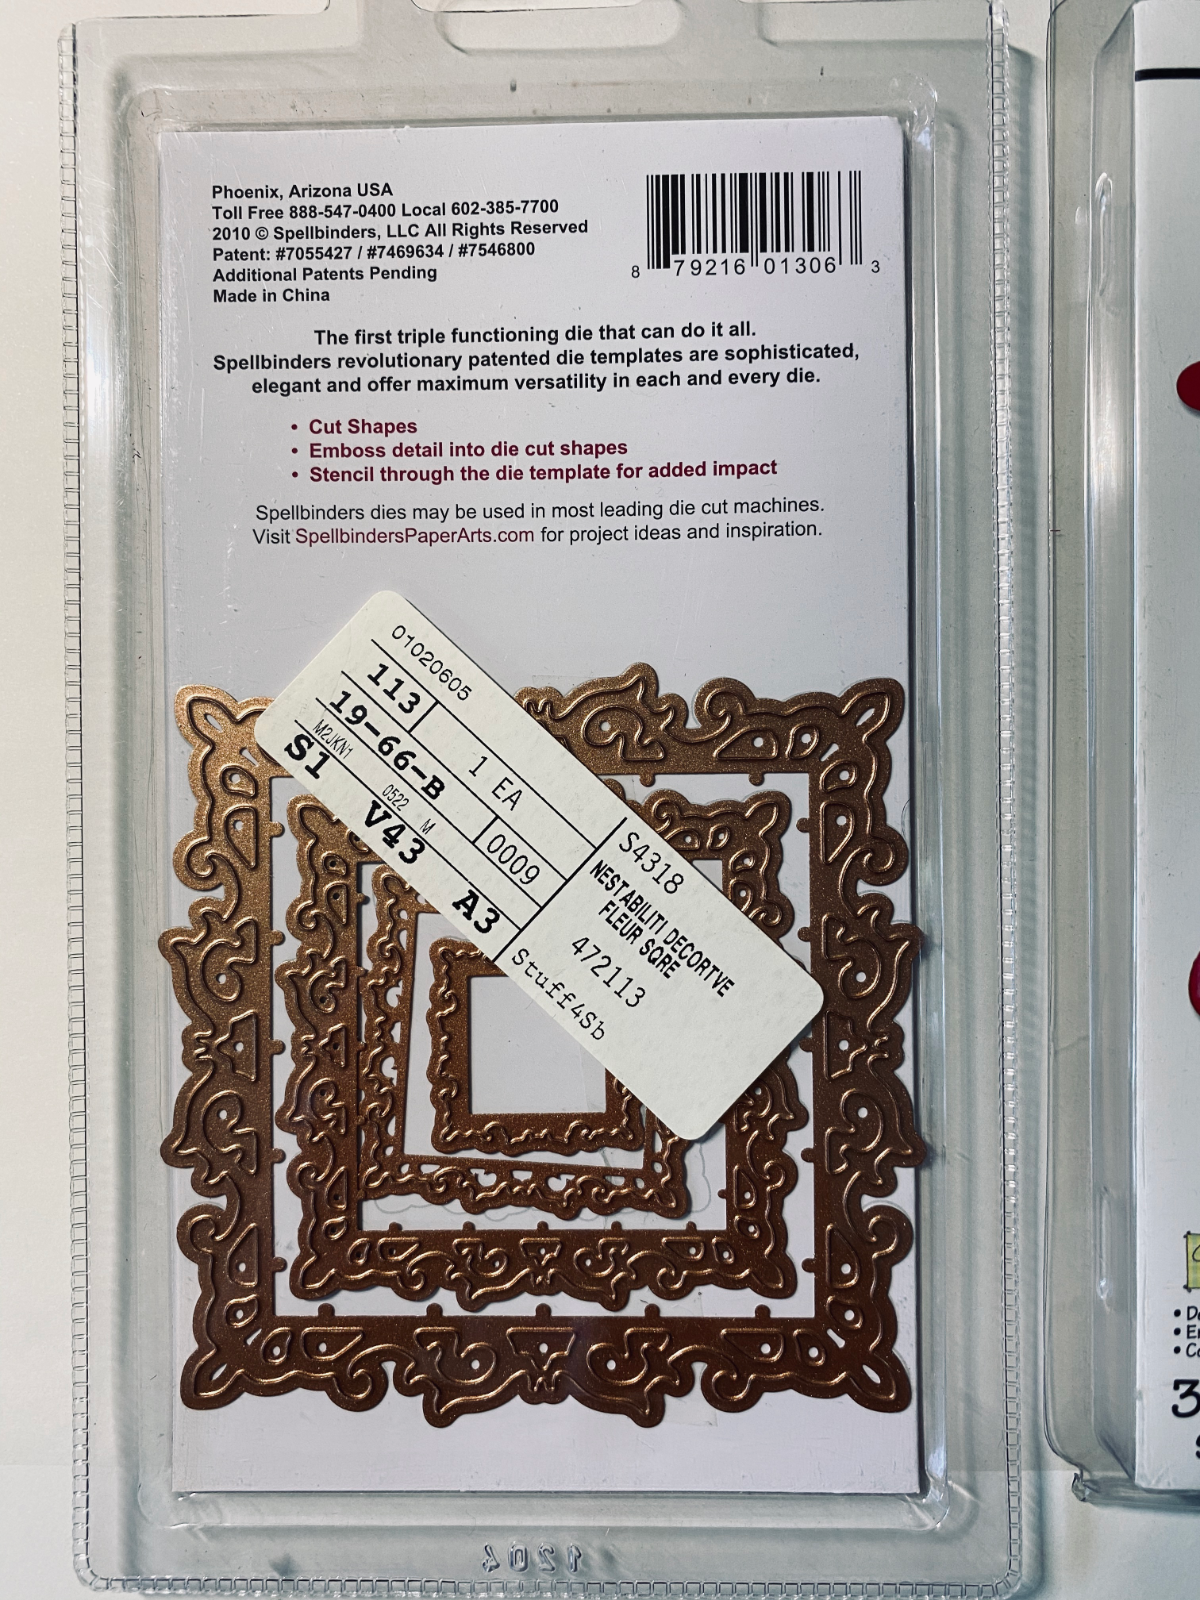 Phoenix, Arizona USA
Toll Free 888-547-0400 Local 602-385-7700
2010 © Spellbinders, LLC All Rights Reserved
Patent: #7055427 / #7469634 / #7546800
Additional Patents Pending
Made in China
8 79216 01306 3
The first triple functioning die that can do it all.
Spellbinders revolutionary patented die templates are sophisticated,
elegant and offer maximum versatility in each and every die.
• Cut Shapes
• Emboss detail into die cut shapes
• Stencil through the die template for added impact
Spellbinders dies may be used in most leading die cut machines.
Visit SpellbindersPaperArts.com for project ideas and inspiration.
01020605
113 1 EA
19-66-B 0009
M2JKN1 0522 M
S1 V43 A3
S4318
NESTABILITI DECORTVE
FLEUR SQRE
472113
Stuff4Sb
1204
3